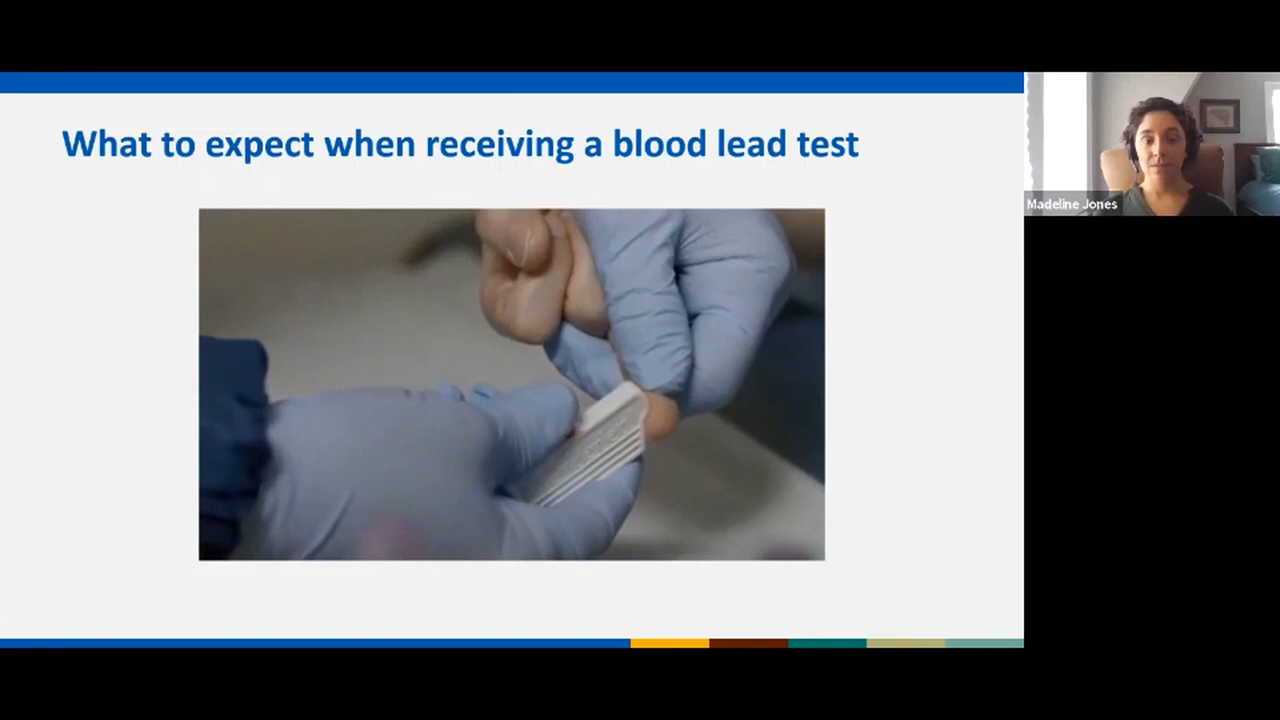 What to expect when receiving a blood lead test
Madeline Jones